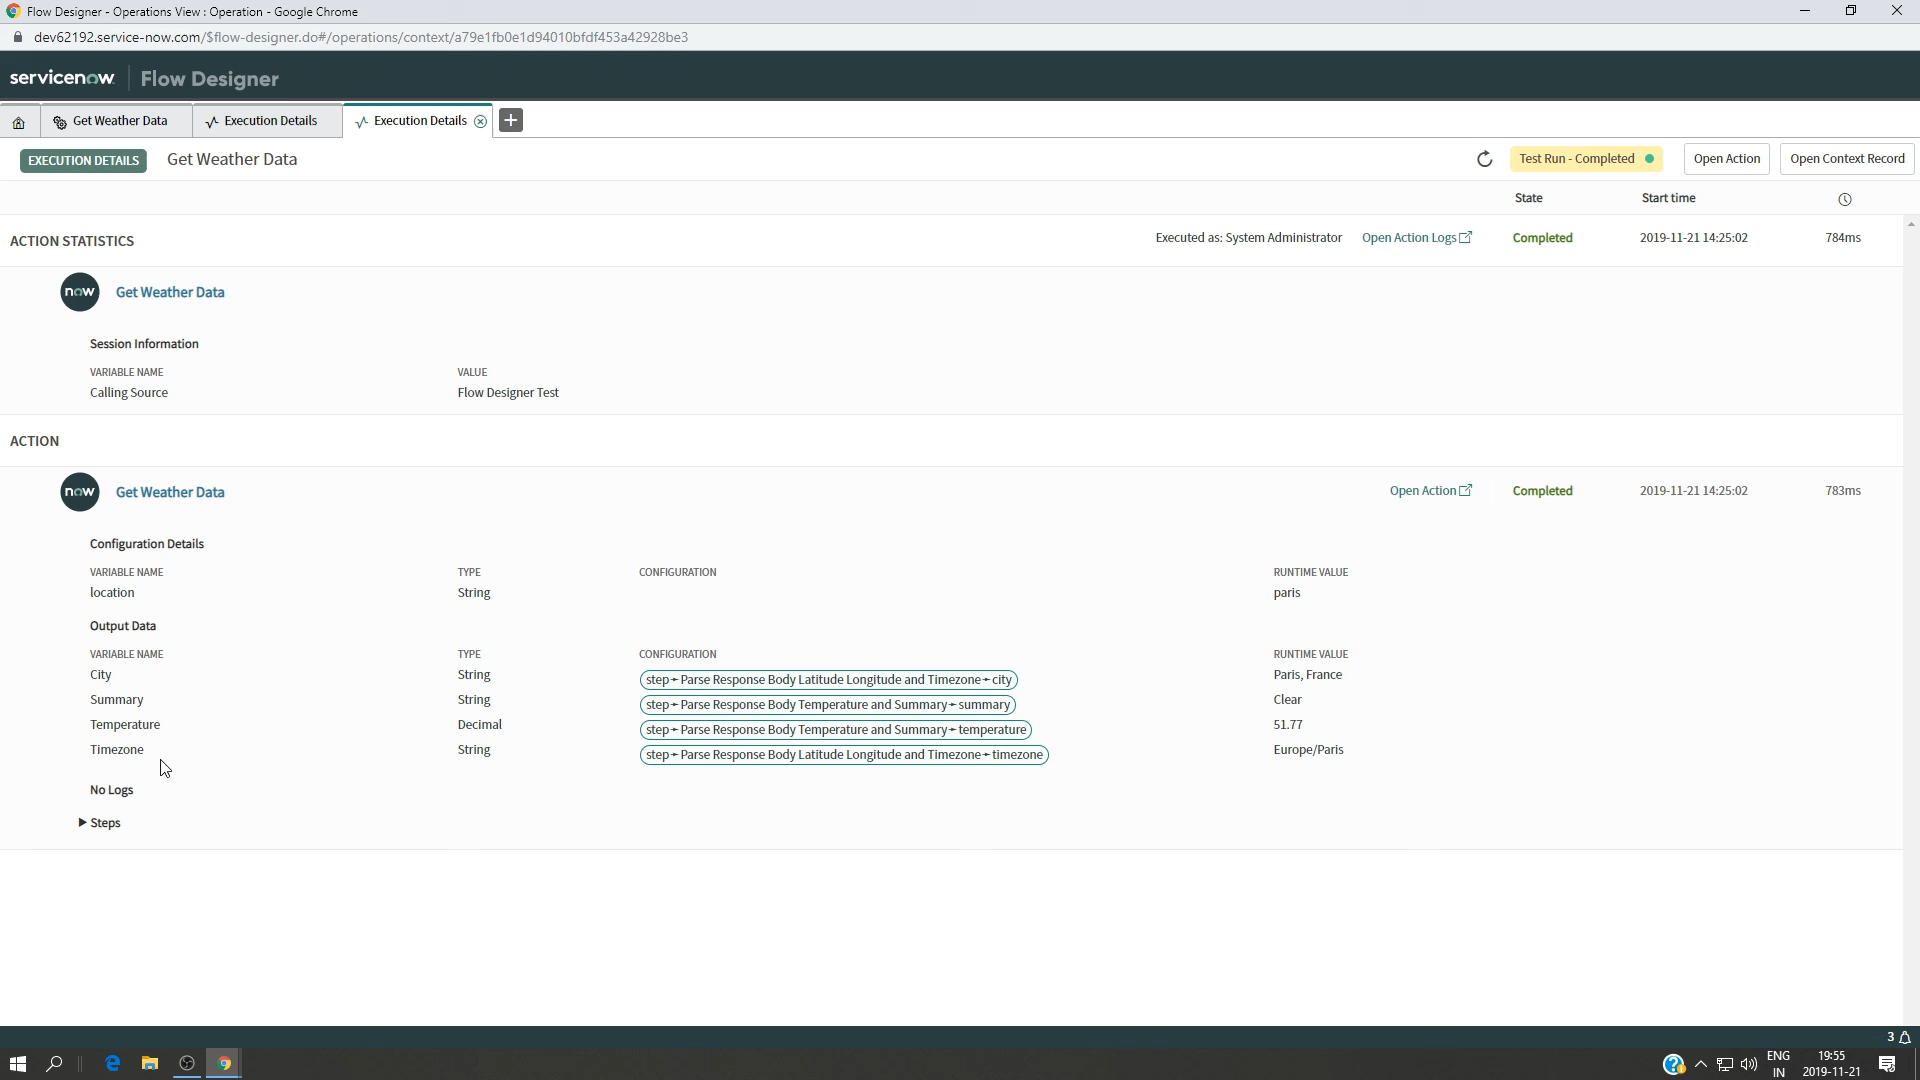 Flow Designer - Operations View : Operation - Google Chrome
dev62192.service-now.com/$flow-designer.do#/operations/context/a79e1fb0e1d94010bfdf453a42928be3
servicenow Flow Designer
Get Weather Data Execution Details Execution Details
EXECUTION DETAILS Get Weather Data Test Run - Completed Open Action Open Context Record
State Start time
ACTION STATISTICS Executed as: System Administrator Open Action Logs Completed 2019-11-21 14:25:02 784ms
now Get Weather Data
Session Information
VARIABLE NAME VALUE
Calling Source Flow Designer Test
ACTION
now Get Weather Data Open Action Completed 2019-11-21 14:25:02 783ms
Configuration Details
VARIABLE NAME TYPE CONFIGURATION RUNTIME VALUE
location String paris
Output Data
VARIABLE NAME TYPE CONFIGURATION RUNTIME VALUE
City String step➛Parse Response Body Latitude Longitude and Timezone➛city Paris, France
Summary String step➛Parse Response Body Temperature and Summary➛summary Clear
Temperature Decimal step➛Parse Response Body Temperature and Summary➛temperature 51.77
Timezone String step➛Parse Response Body Latitude Longitude and Timezone➛timezone Europe/Paris
No Logs
Steps
3
ENG 19:55
IN 2019-11-21